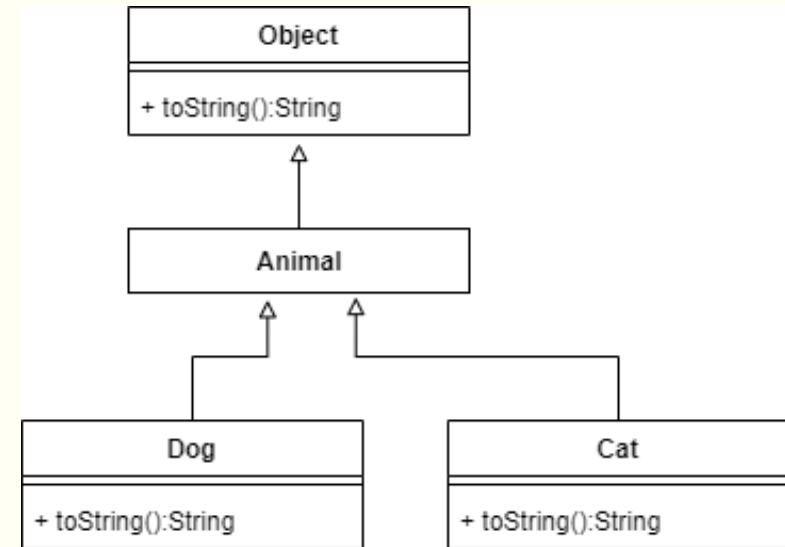 Object
+ toString():String
Animal
Dog
+ toString():String
Cat
+ toString():String